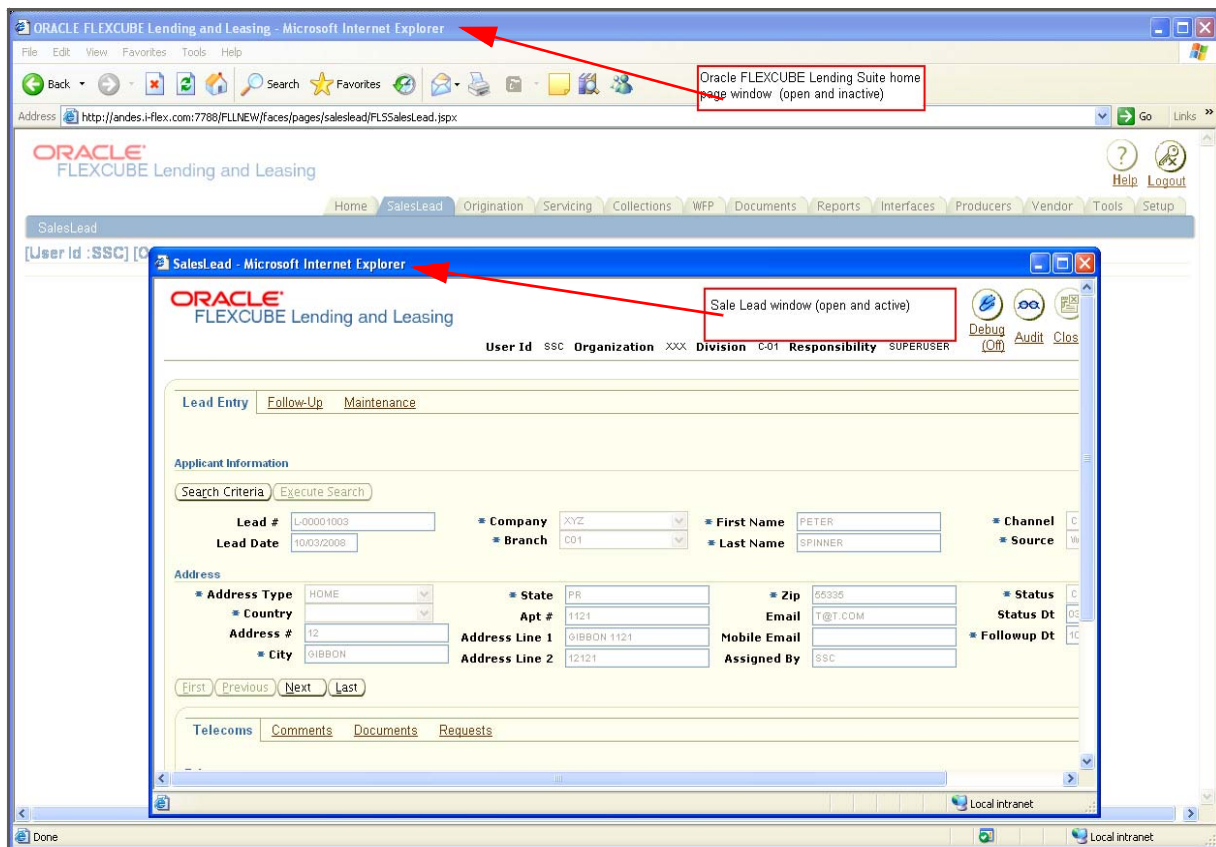 ORACLE FLEXCUBE Lending and Leasing - Microsoft Internet Explorer
File Edit View Favorites Tools Help
Back Search Favorites
Oracle FLEXCUBE Lending Suite home
page window (open and inactive)
Address http://andes.i-flex.com:7788/FLLNEW/faces/pages/saleslead/FLSSalesLead.jspx Go Links »
ORACLE
FLEXCUBE Lending and Leasing
Help Logout
Home SalesLead Origination Servicing Collections WFP Documents Reports Interfaces Producers Vendor Tools Setup
SalesLead
[User Id :SSC] [O
SalesLead - Microsoft Internet Explorer
ORACLE
FLEXCUBE Lending and Leasing
Sale Lead window (open and active)
Debug (Off) Audit Clos
User Id SSC Organization XXX Division C-01 Responsibility SUPERUSER
Lead Entry Follow-Up Maintenance
Applicant Information
Search Criteria Execute Search
Lead # L-00001003 * Company XYZ * First Name PETER * Channel C
Lead Date 10/03/2008 * Branch C01 * Last Name SPINNER * Source
Address
* Address Type HOME * State PR * Zip 55335 * Status C
* Country Apt # 1121 Email T@T.COM Status Dt 03
Address # 12 Address Line 1 GIBBON 1121 Mobile Email * Followup Dt 10
* City GIBBON Address Line 2 12121 Assigned By SSC
First Previous Next Last
Telecoms Comments Documents Requests
Local intranet
Done Local intranet